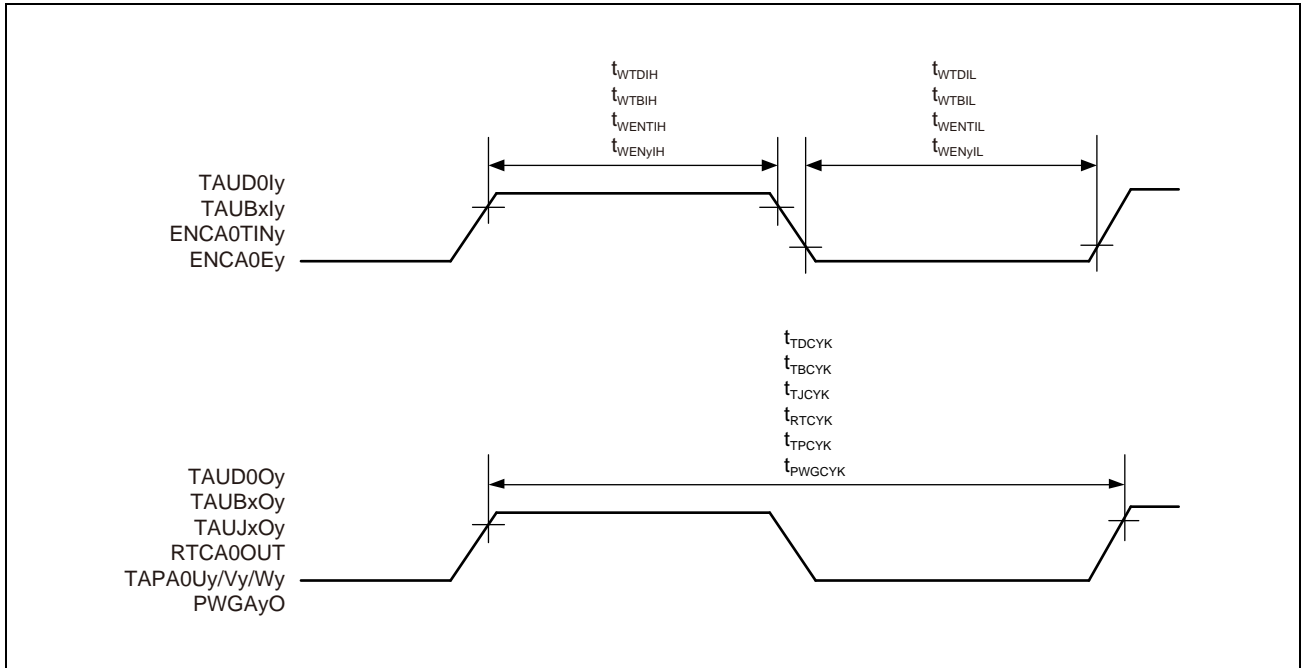 tWTDIH
tWTBIH
tWENTIH
tWENyIH
tWTDIL
tWTBIL
tWENTIL
tWENyIL
TAUD0Iy
TAUBxIy
ENCA0TINy
ENCA0Ey
tTDCYK
tTBCYK
tTJCYK
tRTCYK
tTPCYK
tPWGCYK
TAUD0Oy
TAUBxOy
TAUJxOy
RTCA0OUT
TAPA0Uy/Vy/Wy
PWGAyO